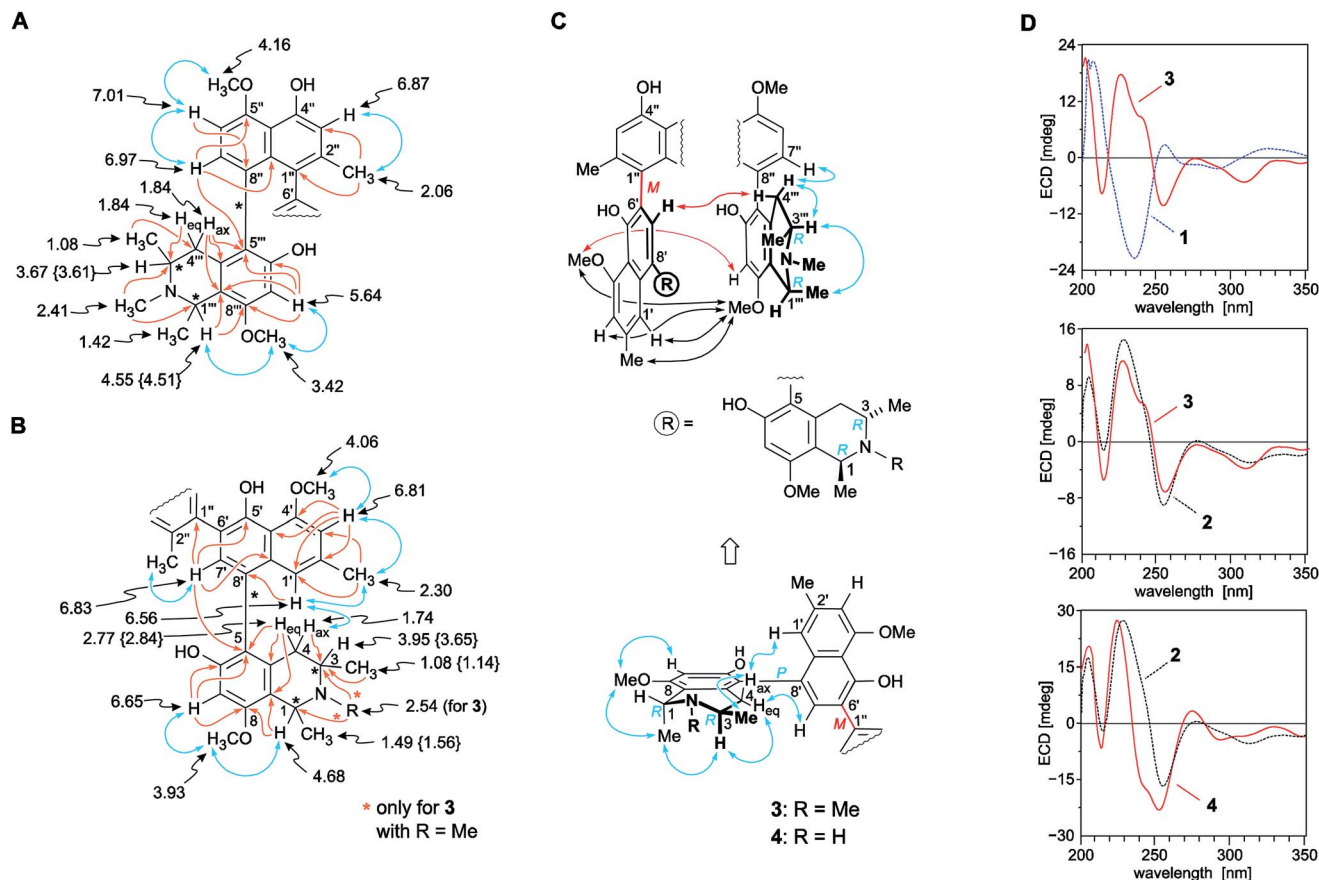 A
4.16
H₃CO
OH
6.87
7.01
H
5″
4″
H
6.97
2″
H
8″
1″
CH₃
1.84
6′
2.06
1.84
*
Heq
Hax
1.08
H₃C
5‴
OH
3.67 {3.61}
H
*
4‴
2.41
H₃C
N
1‴
8‴
H
5.64
*
1.42
H₃C
H
OCH₃
4.55 {4.51}
3.42
B
4.06
OH
OCH₃
6.81
1″
5′
4′
H
6′
2″
H₃C
H
7′
8′
1′
CH₃
6.83
H
2.30
6.56
*
1.74
2.77 {2.84}
Heq
Hax
5
4
H
3.95 {3.65}
HO
3
CH₃
1.08 {1.14}
*
*
6.65
N
R
2.54 (for 3)
H
8
1
*
*
H₃CO
H
CH₃
1.49 {1.56}
3.93
4.68
* only for 3
with R = Me
C
OH
OMe
4″
7″
Me
H
1″
8″
M
H
H
4‴
6′
HO
H
HO
3‴
H
Me
R
8′
MeO
R
H
N
Me
R
1′
MeO
1‴
Me
H
H
H
Me
5
HO
3
Me
R
R =
R
N
R
1
OMe
Me
Me
H
2′
H
1′
OMe
H
OH
P
MeO
8
Hax
8′
OH
H
N
4
Heq
6′
R
1
R
R
3
Me
H
M
1″
Me
H
3: R = Me
4: R = H
D
24
12
0
−12
−24
ECD [mdeg]
3
1
200
250
300
350
wavelength [nm]
16
8
0
−8
−16
ECD [mdeg]
3
2
200
250
300
350
wavelength [nm]
30
15
0
−15
−30
ECD [mdeg]
2
4
200
250
300
350
wavelength [nm]